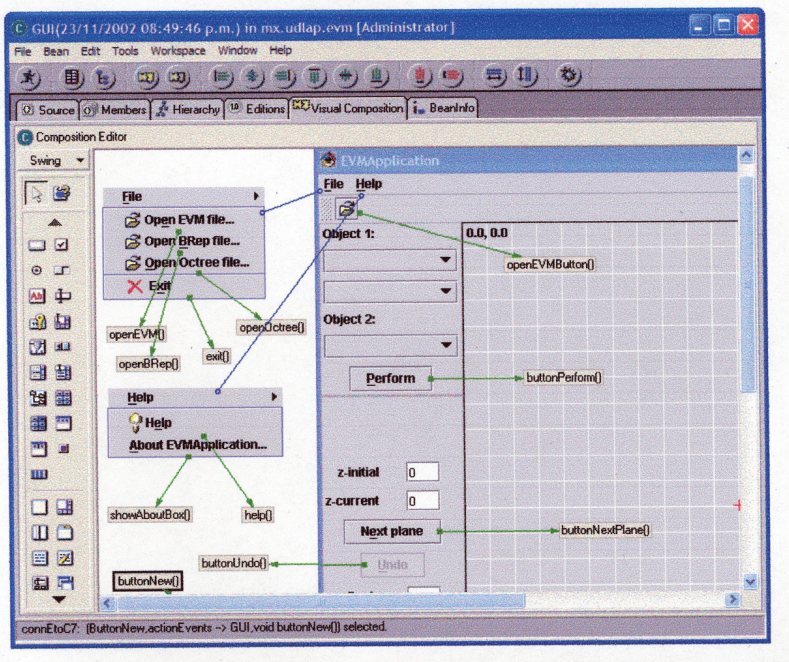 GUI(23/11/2002 08:49:46 p.m.) in mx.udlap.evm [Administrator]
File Bean Edit Tools Workspace Window Help
Source Members Hierarchy Editions Visual Composition BeanInfo
Composition Editor
Swing
EVMApplication
File Help
File
Open EVM file...
Open BRep file...
Open Octree file...
Exit
openEVM()
openOctree()
openBRep()
exit()
Help
Help
About EVMApplication...
showAboutBox()
help()
buttonUndo()
buttonNew()
Object 1:
0.0, 0.0
openEVMButton()
Object 2:
Perform
buttonPerform()
z-initial 0
z-current 0
Next plane
buttonNextPlane()
Undo
connEtoC7: (ButtonNew,actionEvents --> GUI,void buttonNew()) selected.